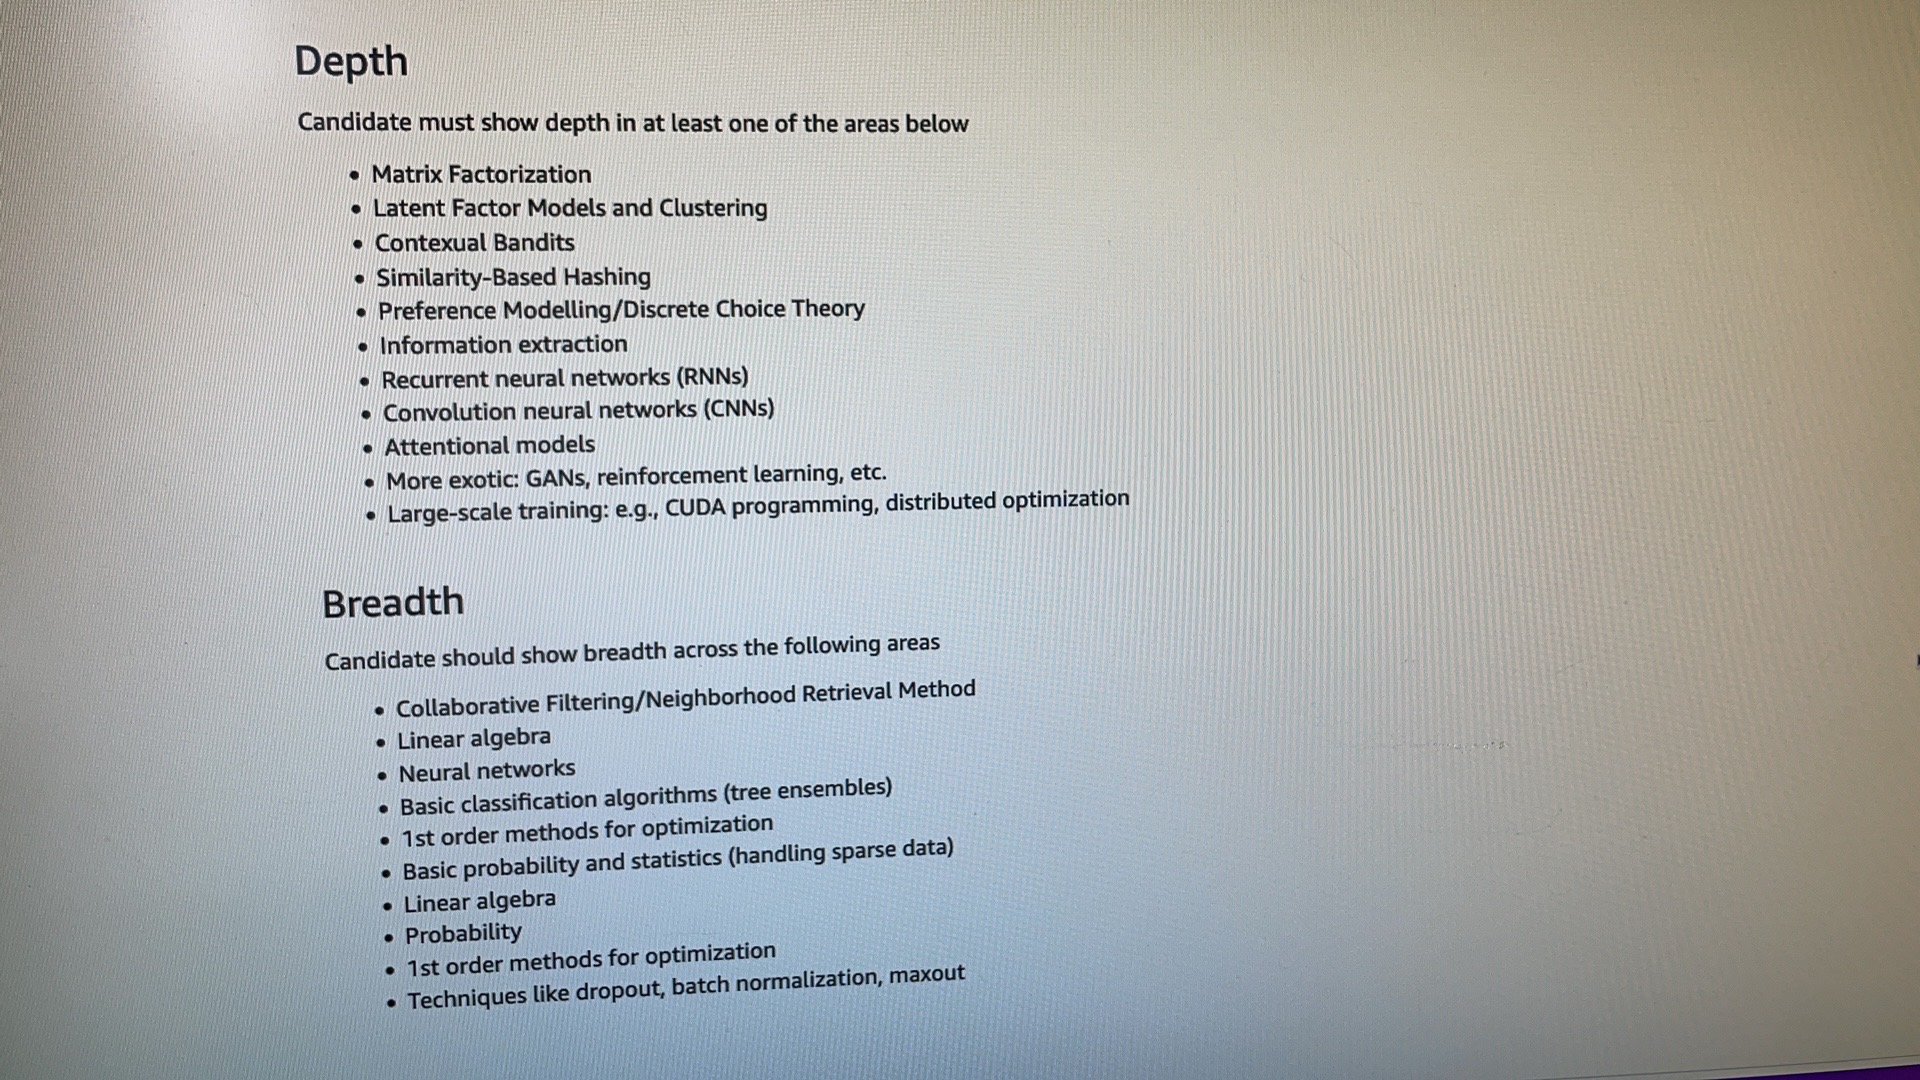 Depth
Candidate must show depth in at least one of the areas below
• Matrix Factorization
• Latent Factor Models and Clustering
• Contexual Bandits
• Similarity-Based Hashing
• Preference Modelling/Discrete Choice Theory
• Information extraction
• Recurrent neural networks (RNNs)
• Convolution neural networks (CNNs)
• Attentional models
• More exotic: GANs, reinforcement learning, etc.
• Large-scale training: e.g., CUDA programming, distributed optimization
Breadth
Candidate should show breadth across the following areas
• Collaborative Filtering/Neighborhood Retrieval Method
• Linear algebra
• Neural networks
• Basic classification algorithms (tree ensembles)
• 1st order methods for optimization
• Basic probability and statistics (handling sparse data)
• Linear algebra
• Probability
• 1st order methods for optimization
• Techniques like dropout, batch normalization, maxout